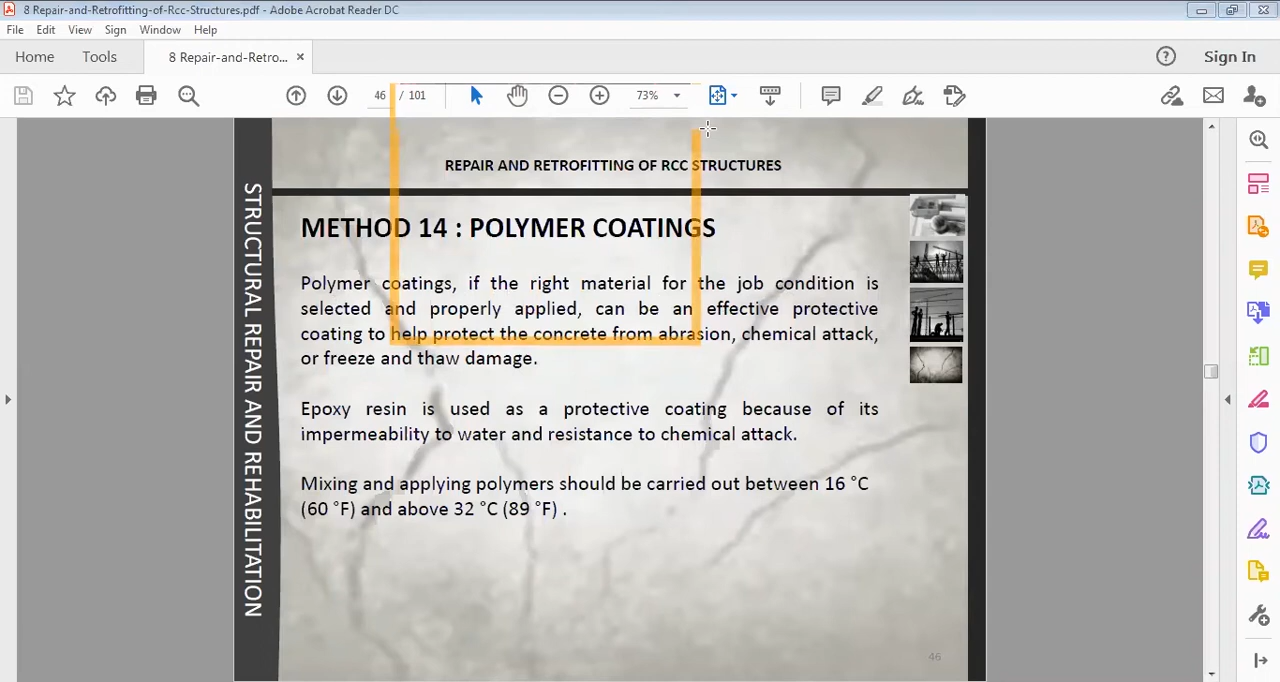 8 Repair-and-Retrofitting-of-Rcc-Structures.pdf - Adobe Acrobat Reader DC
File Edit View Sign Window Help
Home Tools 8 Repair-and-Retro... × Sign In
46 / 101 73%
REPAIR AND RETROFITTING OF RCC STRUCTURES
STRUCTURAL REPAIR AND REHABILITATION
METHOD 14 : POLYMER COATINGS
Polymer coatings, if the right material for the job condition is
selected and properly applied, can be an effective protective
coating to help protect the concrete from abrasion, chemical attack,
or freeze and thaw damage.
Epoxy resin is used as a protective coating because of its
impermeability to water and resistance to chemical attack.
Mixing and applying polymers should be carried out between 16 °C
(60 °F) and above 32 °C (89 °F) .
46